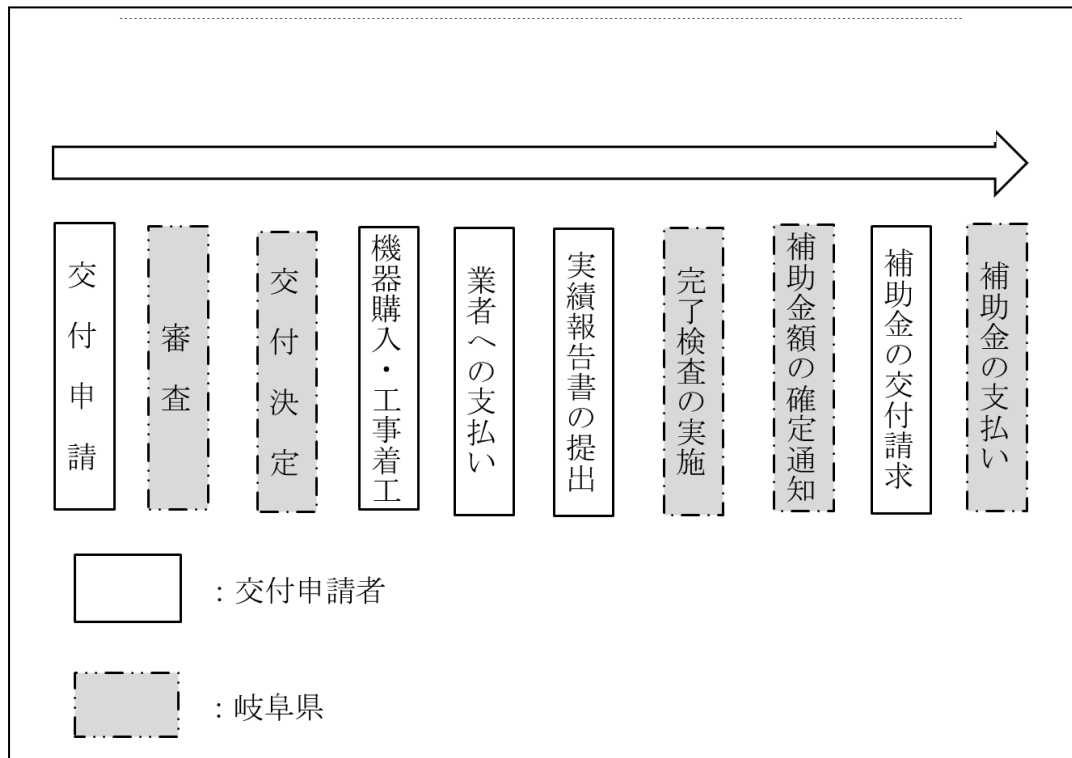 交付申請
審査
交付決定
機器購入・工事着工
業者への支払い
実績報告書の提出
完了検査の実施
補助金額の確定通知
補助金の交付請求
補助金の支払い
：交付申請者
：岐阜県